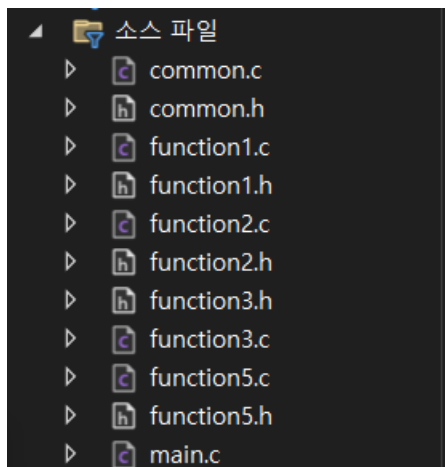 소스 파일
common.c
common.h
function1.c
function1.h
function2.c
function2.h
function3.h
function3.c
function5.c
function5.h
main.c